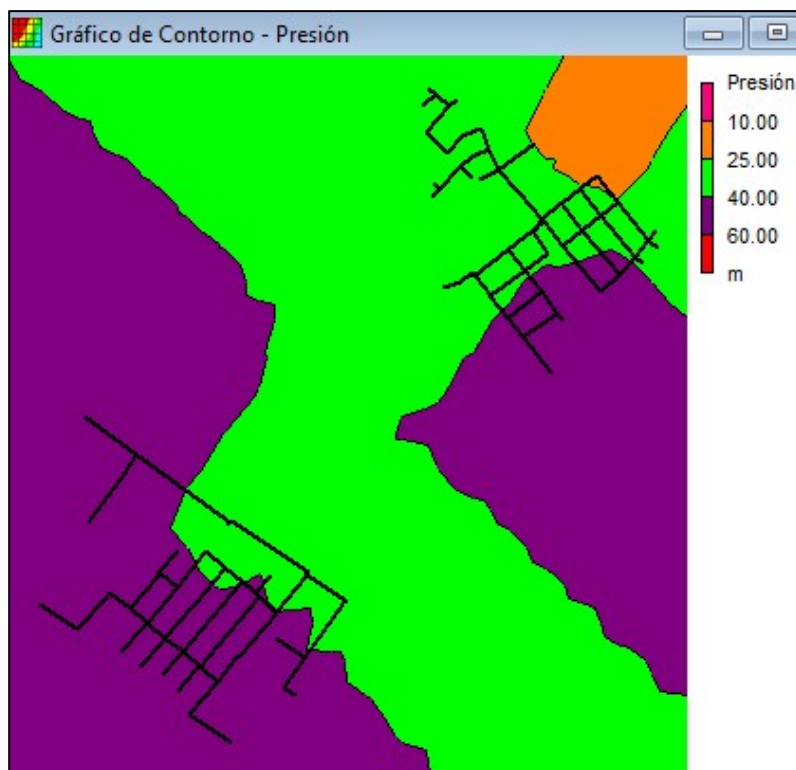 Gráfico de Contorno - Presión
Presión
10.00
25.00
40.00
60.00
m